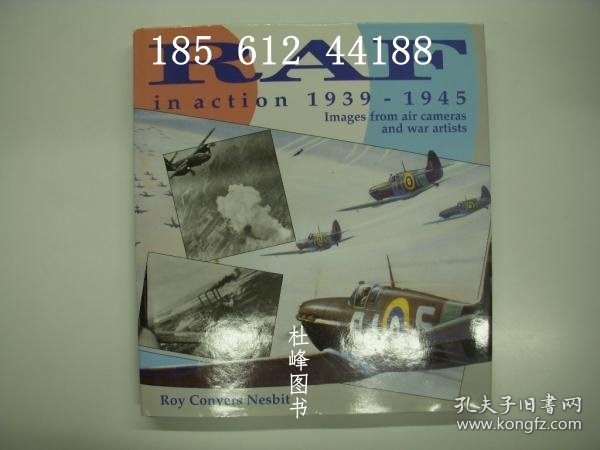 185 612 44188
RAF
in action 1939 - 1945
Images from air cameras
and war artists
杜峰图书
Roy Convers Nesbit
孔夫子旧书网
www.kongfz.com